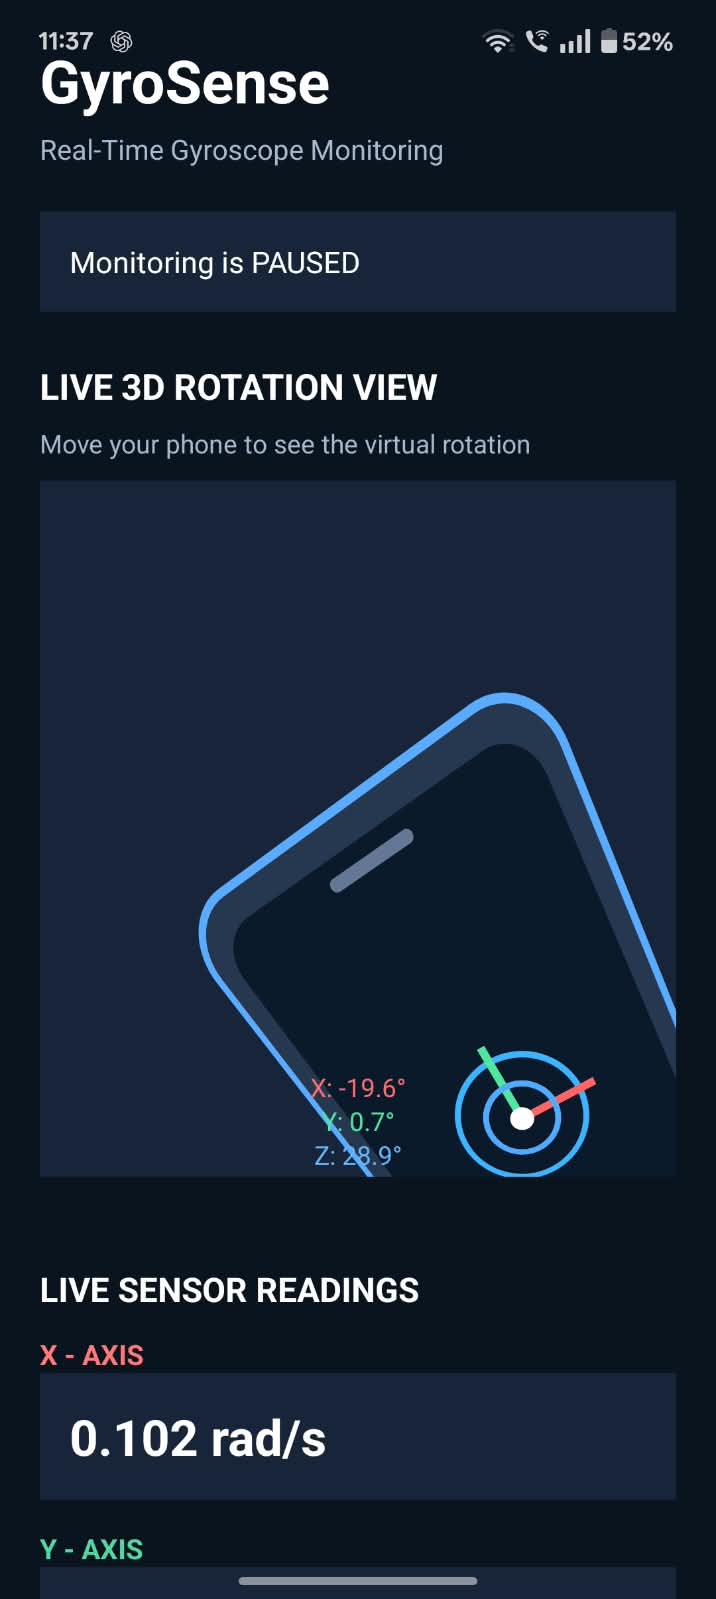 11:37
52%
GyroSense
Real-Time Gyroscope Monitoring
Monitoring is PAUSED
LIVE 3D ROTATION VIEW
Move your phone to see the virtual rotation
X: -19.6°
Y: 0.7°
Z: 28.9°
LIVE SENSOR READINGS
X - AXIS
0.102 rad/s
Y - AXIS